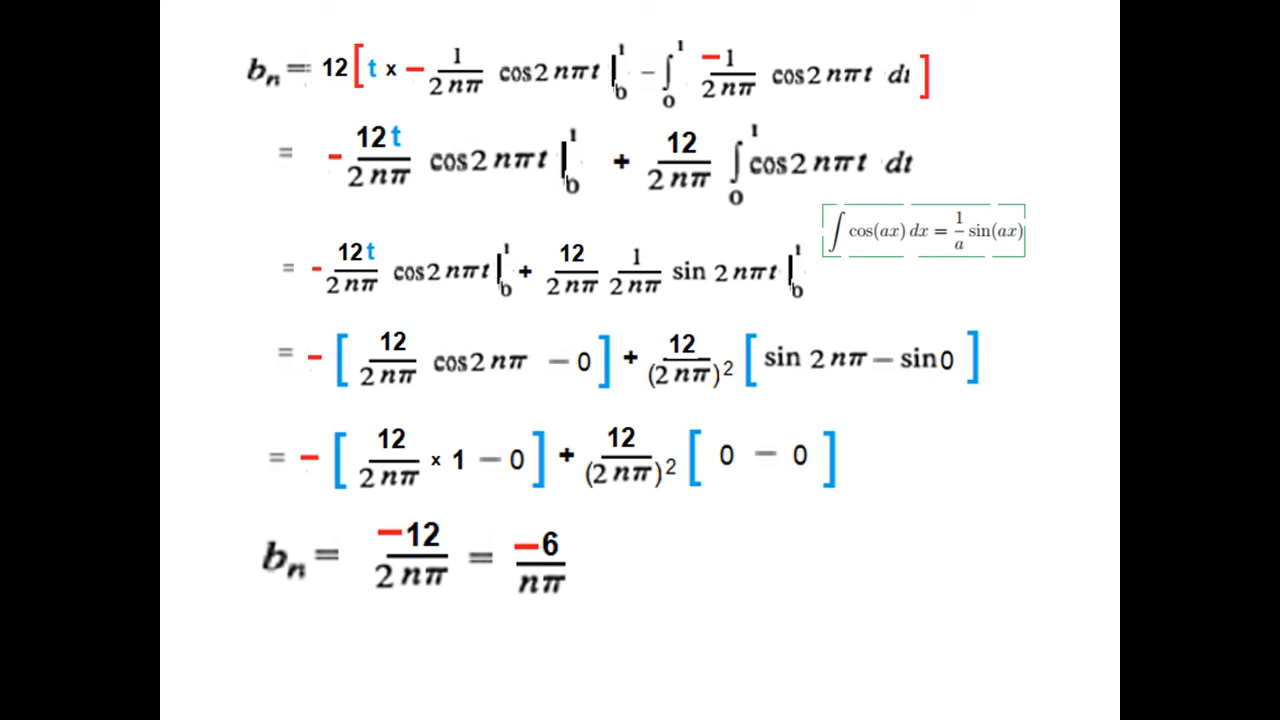 bₙ = 12 [ t × − 1/(2nπ) cos2nπt |₀¹ − ∫₀¹ −1/(2nπ) cos2nπt dt ]
= − 12t/(2nπ) cos2nπt |₀¹ + 12/(2nπ) ∫₀¹ cos2nπt dt
∫ cos(ax) dx = 1/a sin(ax)
= − 12t/(2nπ) cos2nπt |₀¹ + 12/(2nπ) 1/(2nπ) sin 2nπt |₀¹
= − [ 12/(2nπ) cos2nπ − 0 ] + 12/(2nπ)² [ sin 2nπ − sin0 ]
= − [ 12/(2nπ) × 1 − 0 ] + 12/(2nπ)² [ 0 − 0 ]
bₙ = −12/(2nπ) = −6/(nπ)